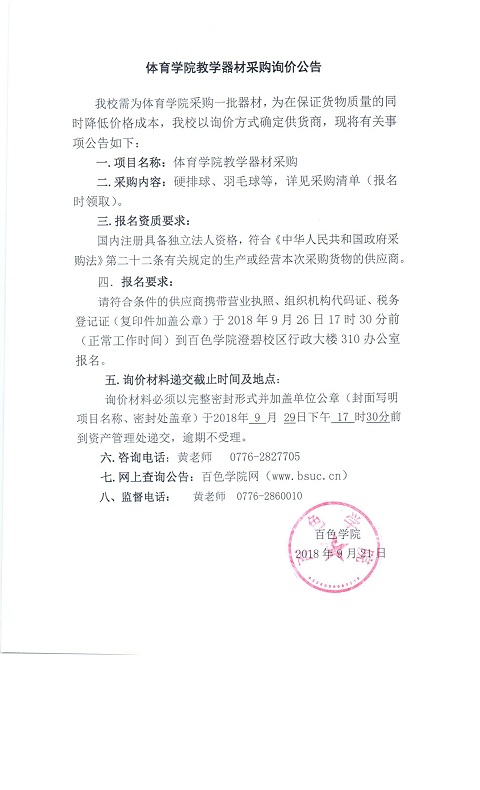 体育学院教学器材采购询价公告
我校需为体育学院采购一批器材，为在保证货物质量的同
时降低价格成本，我校以询价方式确定供货商，现将有关事
项公告如下：
一.项目名称：体育学院教学器材采购
二.采购内容：硬排球、羽毛球等，详见采购清单（报名
时领取）。
三.报名资质要求：
国内注册具备独立法人资格，符合《中华人民共和国政府采
购法》第二十二条有关规定的生产或经营本次采购货物的供应商。
四．报名要求：
请符合条件的供应商携带营业执照、组织机构代码证、税务
登记证（复印件加盖公章）于 2018 年 9 月 26 日 17 时 30 分前
（正常工作时间）到百色学院澄碧校区行政大楼 310 办公室
报名。
五.询价材料递交截止时间及地点：
询价材料必须以完整密封形式并加盖单位公章（封面写明
项目名称、密封处盖章）于2018年 9 月 29日下午 17 时30分前
到资产管理处递交，逾期不受理。
六.咨询电话：黄老师 0776-2827705
七.网上查询公告：百色学院网（www.bsuc.cn）
八、监督电话： 黄老师 0776-2860010
百色学院
2018 年 9 月 21 日